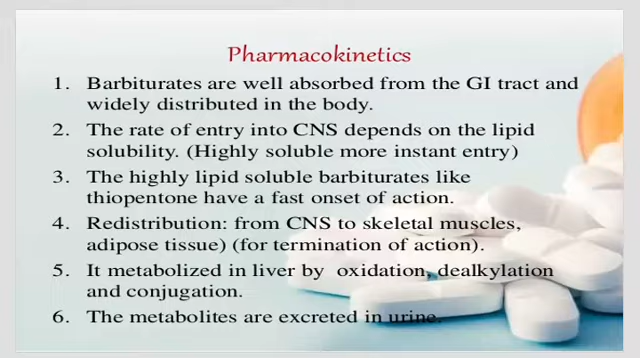 Pharmacokinetics
1. Barbiturates are well absorbed from the GI tract and
widely distributed in the body.
2. The rate of entry into CNS depends on the lipid
solubility. (Highly soluble more instant entry)
3. The highly lipid soluble barbiturates like
thiopentone have a fast onset of action.
4. Redistribution: from CNS to skeletal muscles,
adipose tissue) (for termination of action).
5. It metabolized in liver by oxidation, dealkylation
and conjugation.
6. The metabolites are excreted in urine.